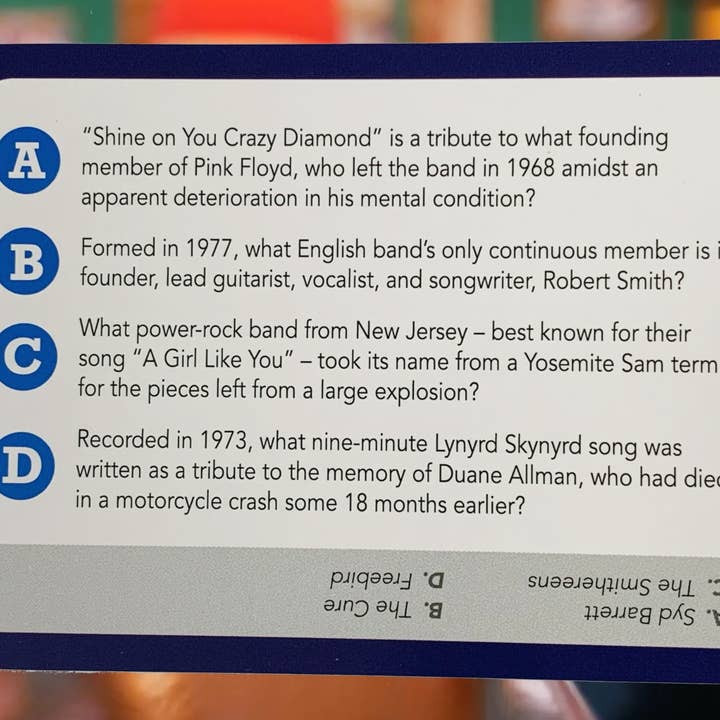 A
"Shine on You Crazy Diamond" is a tribute to what founding
member of Pink Floyd, who left the band in 1968 amidst an
apparent deterioration in his mental condition?
B
Formed in 1977, what English band's only continuous member is
founder, lead guitarist, vocalist, and songwriter, Robert Smith?
C
What power-rock band from New Jersey – best known for their
song "A Girl Like You" – took its name from a Yosemite Sam term
for the pieces left from a large explosion?
D
Recorded in 1973, what nine-minute Lynyrd Skynyrd song was
written as a tribute to the memory of Duane Allman, who had died
in a motorcycle crash some 18 months earlier?
A. Syd Barrett B. The Cure
C. The Smithereens D. Freebird